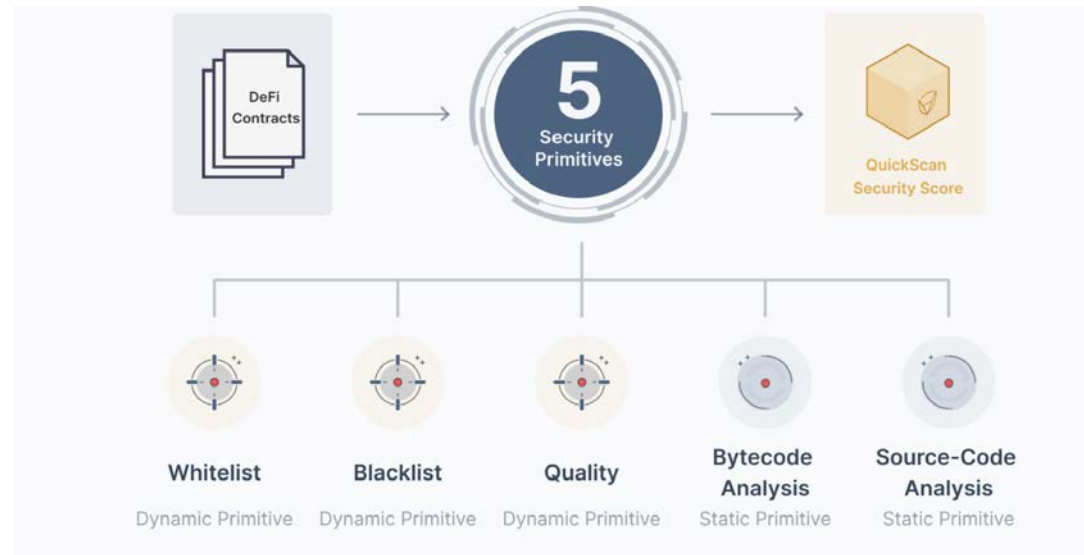 DeFi
Contracts
5
Security
Primitives
QuickScan
Security Score
Whitelist
Dynamic Primitive
Blacklist
Dynamic Primitive
Quality
Dynamic Primitive
Bytecode
Analysis
Static Primitive
Source-Code
Analysis
Static Primitive